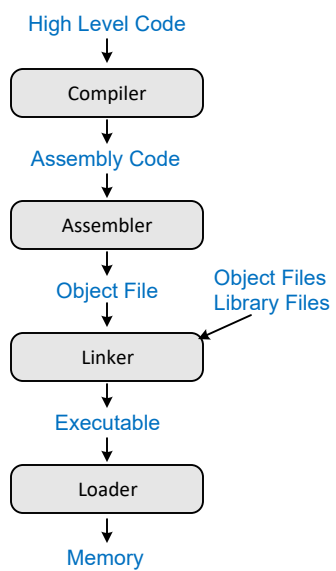 High Level Code
Compiler
Assembly Code
Assembler
Object File
Object Files
Library Files
Linker
Executable
Loader
Memory